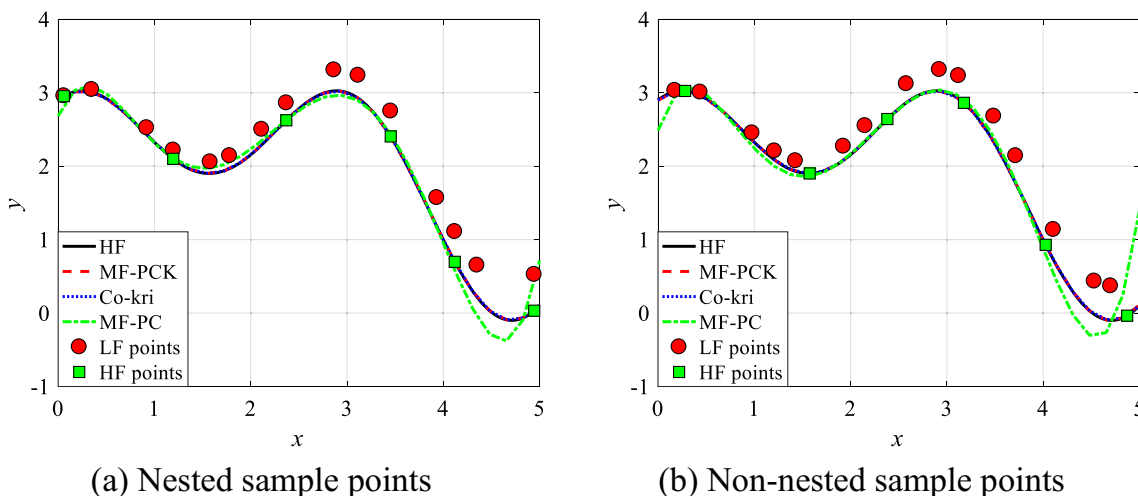 4
3
2
1
0
-1
y
HF
MF-PCK
Co-kri
MF-PC
LF points
HF points
0 1 2 3 4 5
x
(a) Nested sample points
4
3
2
1
0
-1
y
HF
MF-PCK
Co-kri
MF-PC
LF points
HF points
0 1 2 3 4 5
x
(b) Non-nested sample points